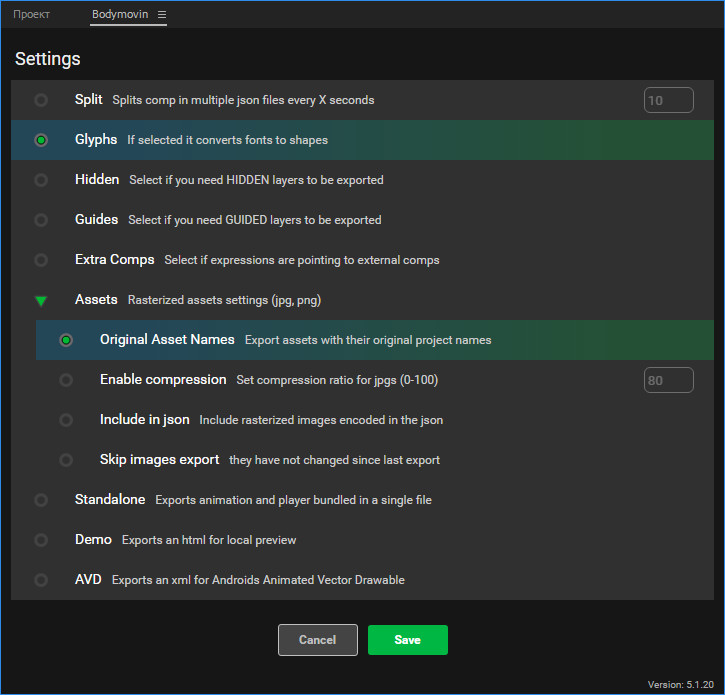 Проект Bodymovin
Settings
Split Splits comp in multiple json files every X seconds 10
Glyphs If selected it converts fonts to shapes
Hidden Select if you need HIDDEN layers to be exported
Guides Select if you need GUIDED layers to be exported
Extra Comps Select if expressions are pointing to external comps
Assets Rasterized assets settings (jpg, png)
Original Asset Names Export assets with their original project names
Enable compression Set compression ratio for jpgs (0-100) 80
Include in json Include rasterized images encoded in the json
Skip images export they have not changed since last export
Standalone Exports animation and player bundled in a single file
Demo Exports an html for local preview
AVD Exports an xml for Androids Animated Vector Drawable
Cancel Save
Version: 5.1.20